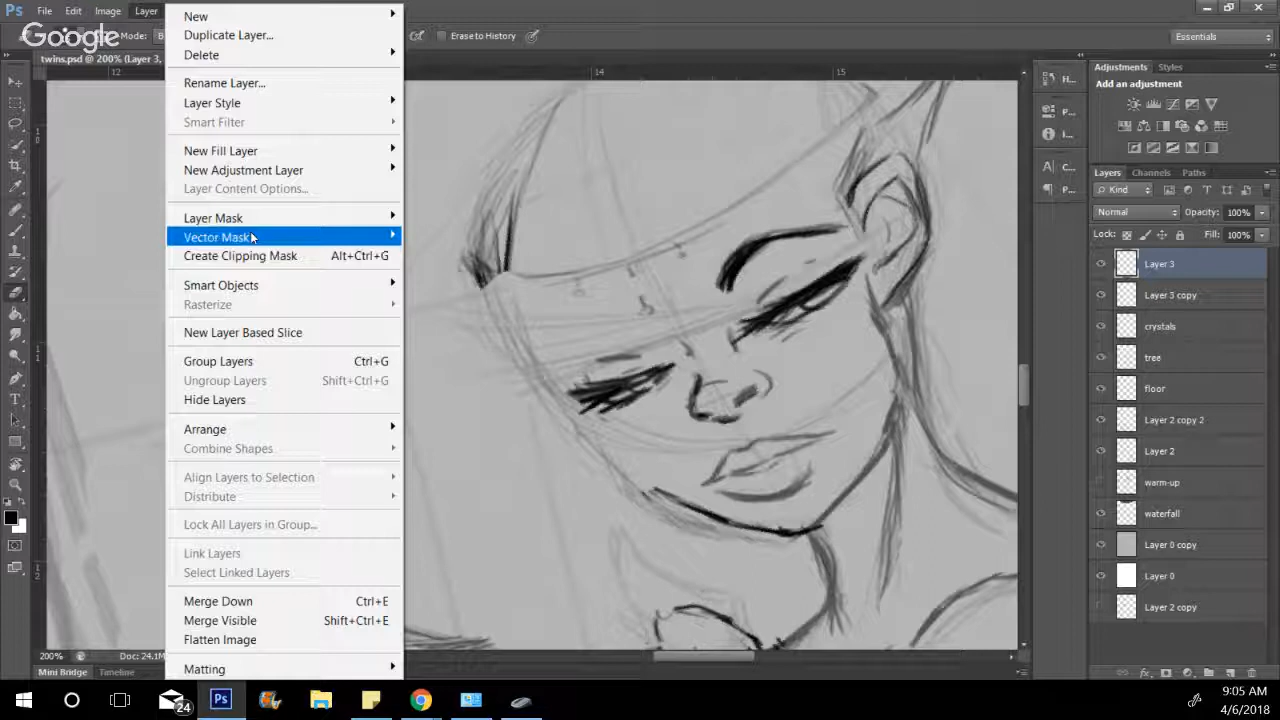 Ps File Edit Image Layer
Google
Mode:
Erase to History
Essentials
twins.psd @ 200% (Layer 3,
12 14 15
New
Duplicate Layer...
Delete
Rename Layer...
Layer Style
Smart Filter
New Fill Layer
New Adjustment Layer
Layer Content Options...
Layer Mask
Vector Mask
Create Clipping Mask Alt+Ctrl+G
Smart Objects
Rasterize
New Layer Based Slice
Group Layers Ctrl+G
Ungroup Layers Shift+Ctrl+G
Hide Layers
Arrange
Combine Shapes
Align Layers to Selection
Distribute
Lock All Layers in Group...
Link Layers
Select Linked Layers
Merge Down Ctrl+E
Merge Visible Shift+Ctrl+E
Flatten Image
Matting
H...
P...
I...
C...
P...
Adjustments Styles
Add an adjustment
Layers Channels Paths
Kind
Normal Opacity: 100%
Lock: Fill: 100%
Layer 3
Layer 3 copy
crystals
tree
floor
Layer 2 copy 2
Layer 2
warm-up
waterfall
Layer 0 copy
Layer 0
Layer 2 copy
200% Doc: 24.1M
Mini Bridge Timeline
24
Ps
9:05 AM
4/6/2018